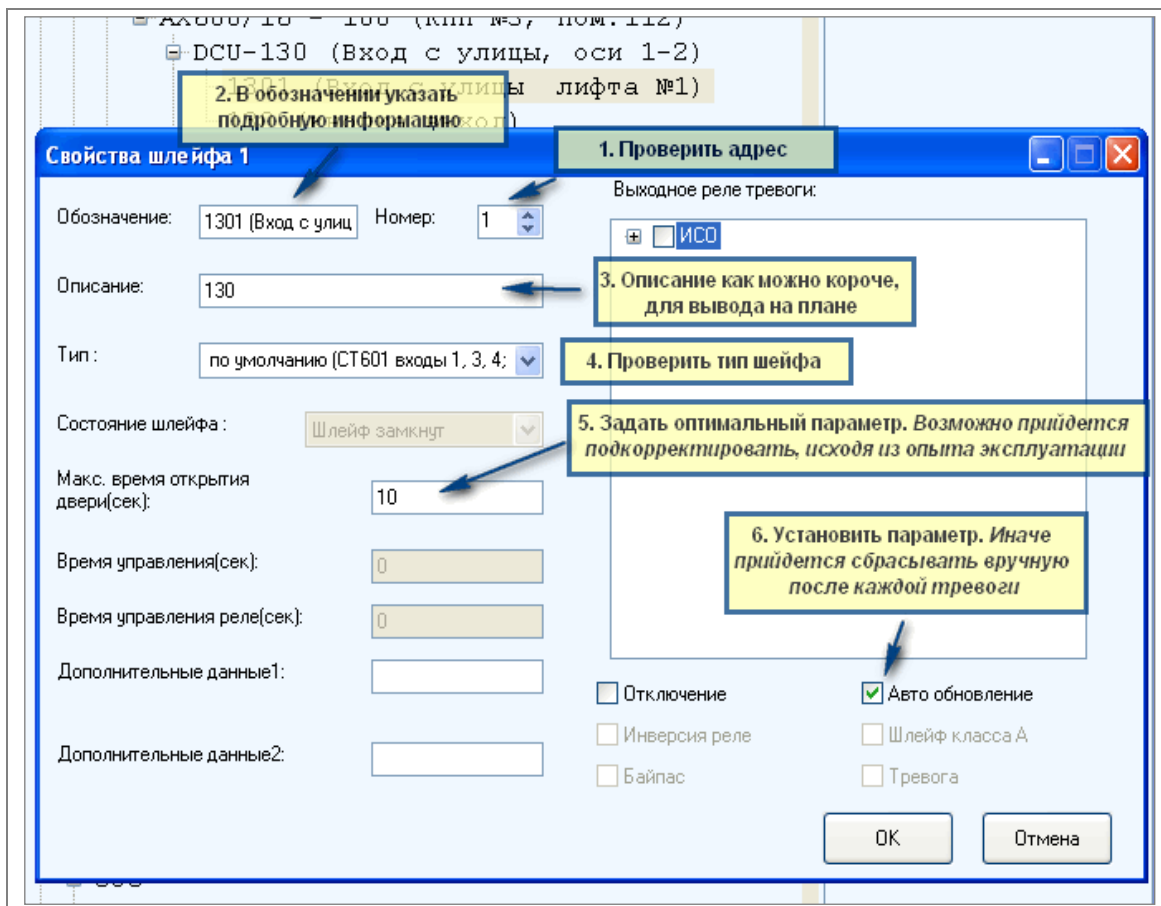 АХ800/16 - 100 (КПП №3, пом.112)
DCU-130 (Вход с улицы, оси 1-2)
1301 (Вход с улицы лифта №1)
2. В обозначении указать
подробную информацию
Свойства шлейфа 1
1. Проверить адрес
Обозначение:
1301 (Вход с улиц
Номер:
1
Выходное реле тревоги:
ИСО
Описание:
130
3. Описание как можно короче,
для вывода на плане
Тип :
по умолчанию (СТ601 входы 1, 3, 4;
4. Проверить тип шейфа
Состояние шлейфа :
Шлейф замкнут
5. Задать оптимальный параметр. Возможно прийдется
подкорректировать, исходя из опыта эксплуатации
Макс. время открытия
двери(сек):
10
6. Установить параметр. Иначе
прийдется сбрасывать вручную
после каждой тревоги
Время управления(сек):
0
Время управления реле(сек):
0
Дополнительные данные1:
Отключение
Авто обновление
Инверсия реле
Шлейф класса А
Дополнительные данные2:
Байпас
Тревога
ОК
Отмена